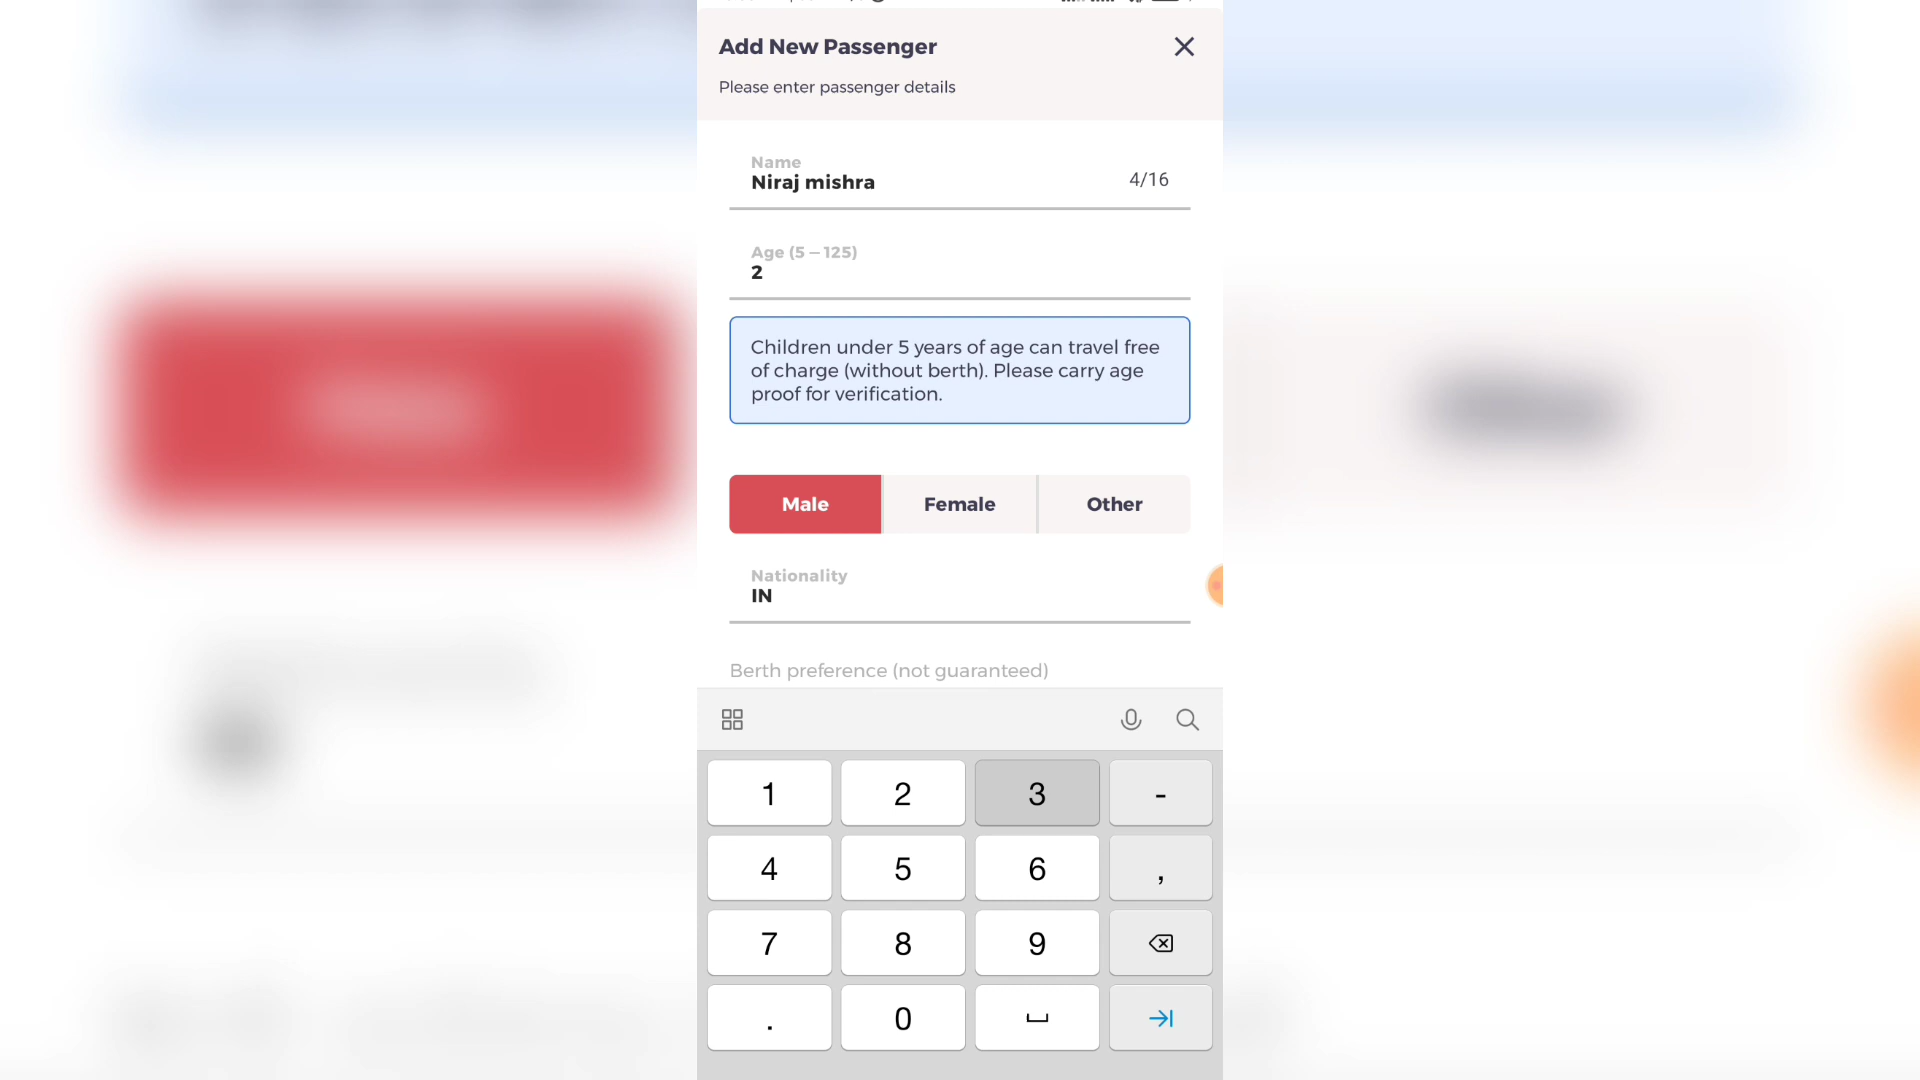 Add New Passenger
Please enter passenger details
Name
Niraj mishra
4/16
Age (5 – 125)
2
Children under 5 years of age can travel free
of charge (without berth). Please carry age
proof for verification.
Male Female Other
Nationality
IN
Berth preference (not guaranteed)
1 2 3 -
4 5 6 ,
7 8 9
. 0